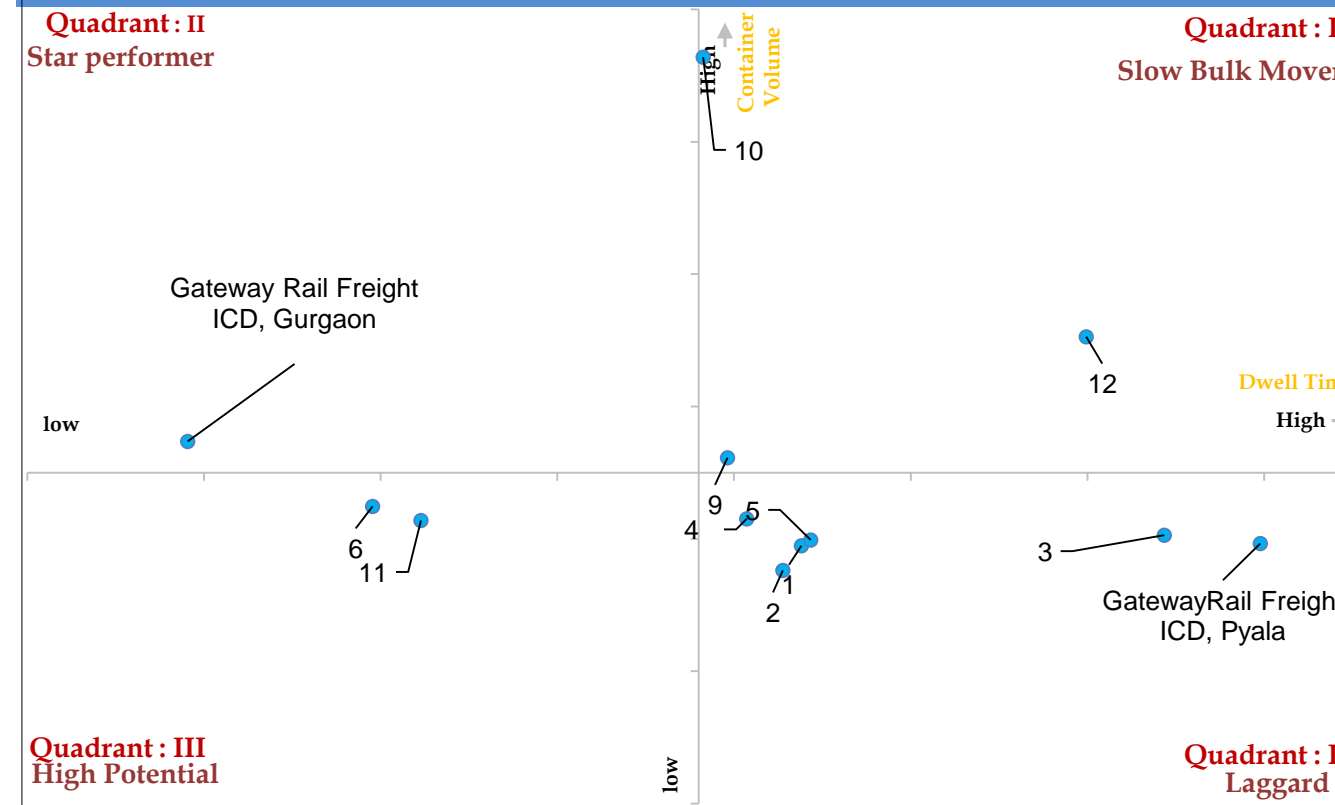 Quadrant : II
Star performer
Quadrant : I
Slow Bulk Mover
High
Container
Volume
10
Gateway Rail Freight
ICD, Gurgaon
12
Dwell Tim
low
High
9
5
4
6
11
1
2
3
GatewayRail Freigh
ICD, Pyala
Quadrant : III
High Potential
low
Quadrant : I
Laggard